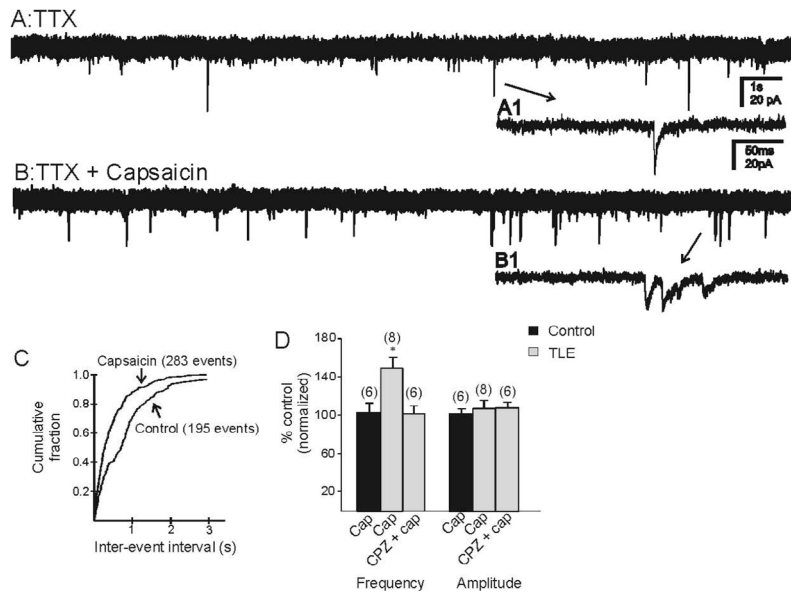 A:TTX
1s
20 pA
A1
50ms
20pA
B:TTX + Capsaicin
B1
C
Capsaicin (283 events)
Control (195 events)
Cumulative
fraction
1.0
0.8
0.6
0.4
0.2
1 2 3
Inter-event interval (s)
D
Control
TLE
% control
(normalized)
180
140
100
60
20
(6) (8) (6) (6) (8) (6)
*
Cap Cap CPZ + cap Cap Cap CPZ + cap
Frequency Amplitude